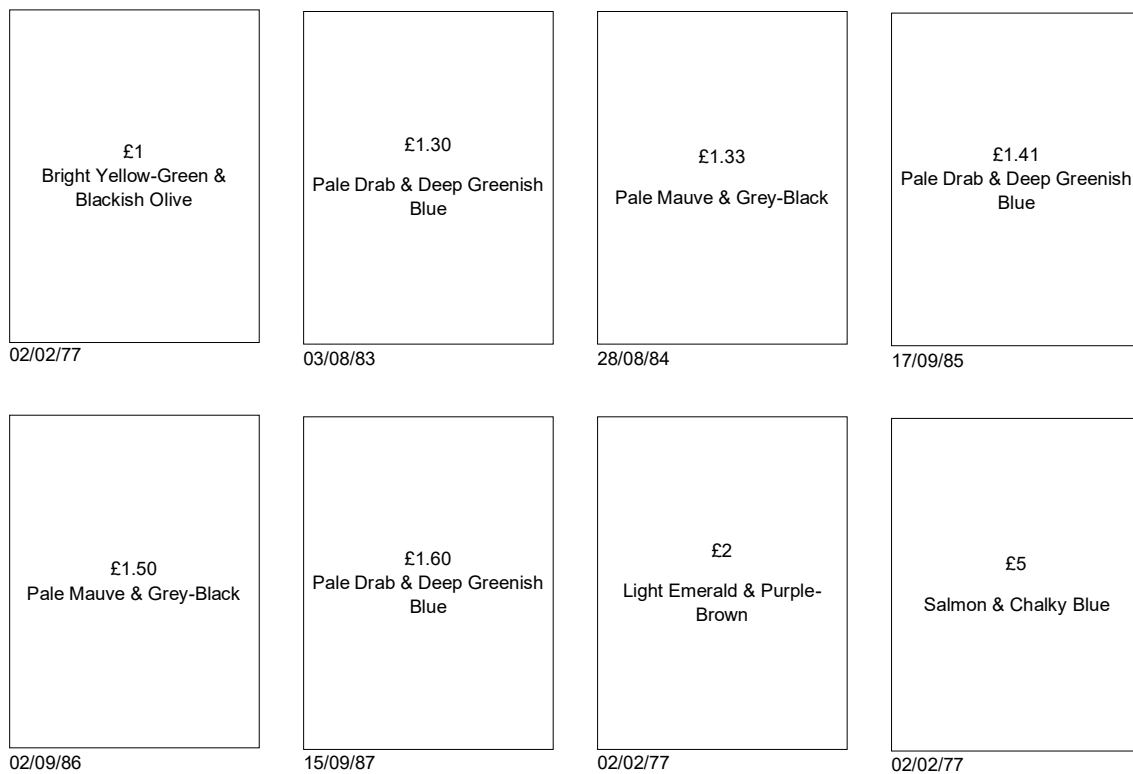 £1
Bright Yellow-Green &
Blackish Olive
02/02/77
£1.30
Pale Drab & Deep Greenish
Blue
03/08/83
£1.33
Pale Mauve & Grey-Black
28/08/84
£1.41
Pale Drab & Deep Greenish
Blue
17/09/85
£1.50
Pale Mauve & Grey-Black
02/09/86
£1.60
Pale Drab & Deep Greenish
Blue
15/09/87
£2
Light Emerald & Purple-
Brown
02/02/77
£5
Salmon & Chalky Blue
02/02/77